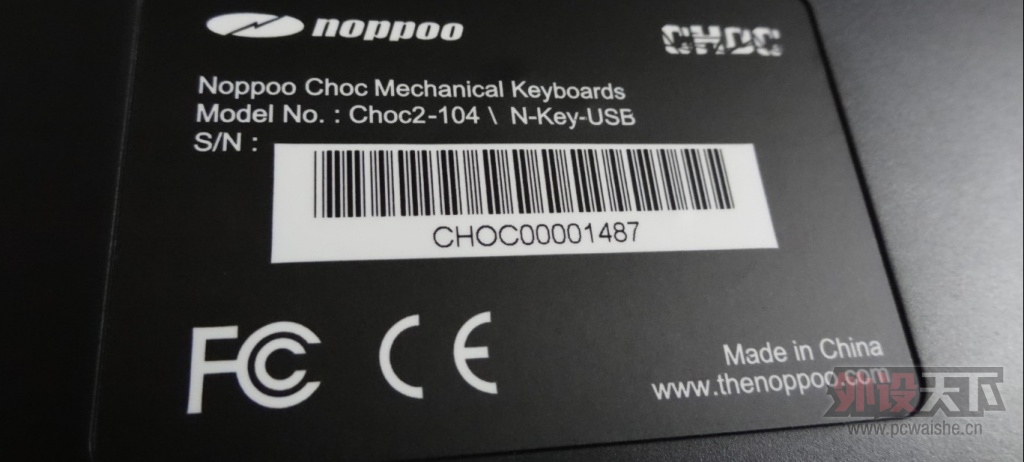 noppoo
CHOC
Noppoo Choc Mechanical Keyboards
Model No. : Choc2-104 \ N-Key-USB
S/N :
CHOC00001487
FC CE
Made in China
www.thenoppoo.com
外设天下
www.pcwaishe.cn